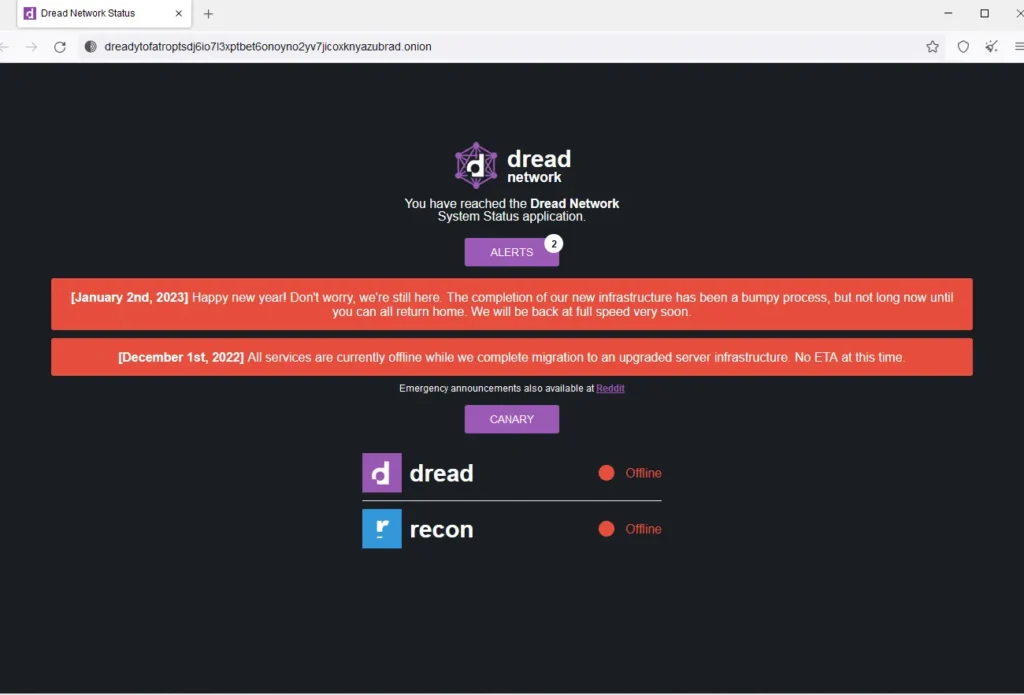 Dread Network Status
dreadytofatroptsdj6io7l3xptbet6onoyno2yv7jicoxknyazubrad.onion
dread
network
You have reached the Dread Network
System Status application.
ALERTS
2
[January 2nd, 2023] Happy new year! Don't worry, we're still here. The completion of our new infrastructure has been a bumpy process, but not long now until
you can all return home. We will be back at full speed very soon.
[December 1st, 2022] All services are currently offline while we complete migration to an upgraded server infrastructure. No ETA at this time.
Emergency announcements also available at Reddit
CANARY
dread Offline
recon Offline